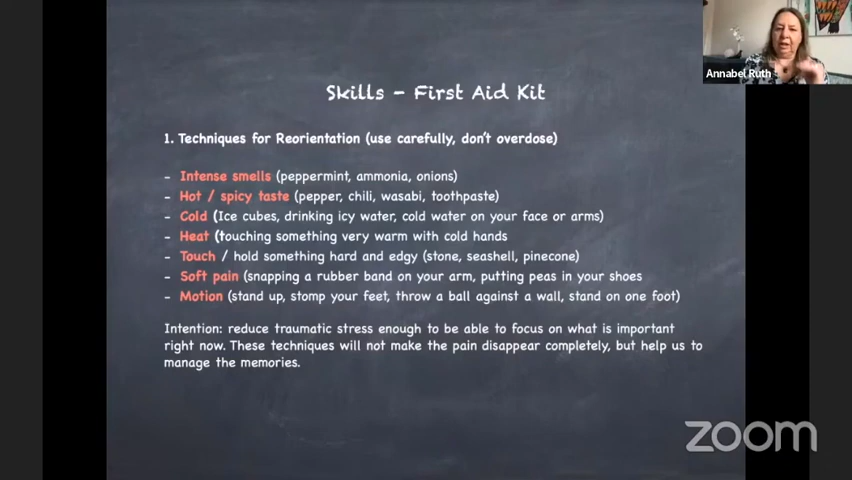 Annabel Ruth
Skills - First Aid Kit
1. Techniques for Reorientation (use carefully, don't overdose)
- Intense smells (peppermint, ammonia, onions)
- Hot / spicy taste (pepper, chili, wasabi, toothpaste)
- Cold (Ice cubes, drinking icy water, cold water on your face or arms)
- Heat (touching something very warm with cold hands
- Touch / hold something hard and edgy (stone, seashell, pinecone)
- Soft pain (snapping a rubber band on your arm, putting peas in your shoes
- Motion (stand up, stomp your feet, throw a ball against a wall, stand on one foot)
Intention: reduce traumatic stress enough to be able to focus on what is important
right now. These techniques will not make the pain disappear completely, but help us to
manage the memories.
zoom